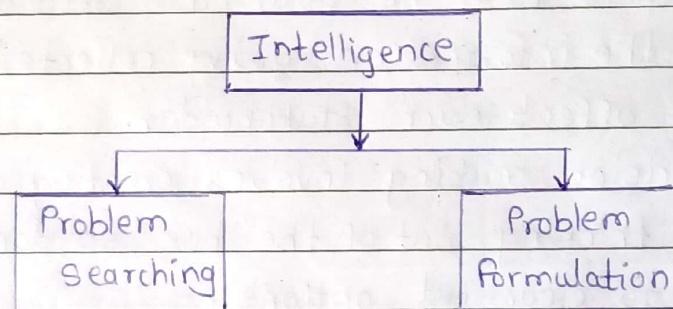 Intelligence
Problem
Searching
Problem
formulation